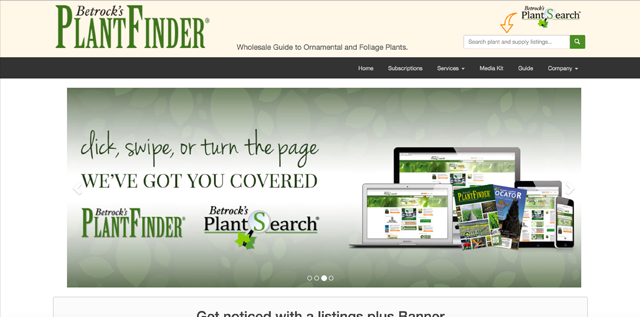 Betrock's
PLANTFINDER®
Wholesale Guide to Ornamental and Foliage Plants.
Betrock's
PlantSearch®
Search plant and supply listings...
Home Subscriptions Services Media Kit Guide Company
click, swipe, or turn the page
WE'VE GOT YOU COVERED
Betrock's
PLANTFINDER®
Betrock's
PlantSearch®
PLANTFINDER
LOCATOR
Get noticed with a listings plus Banner